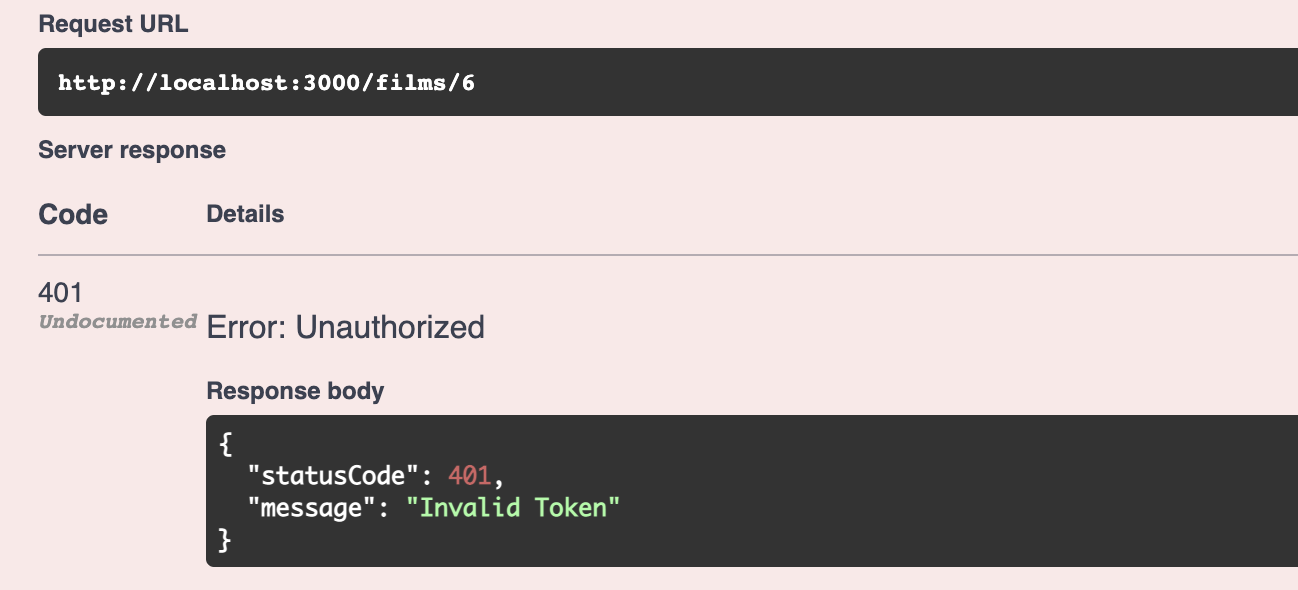 Request URL
http://localhost:3000/films/6
Server response
Code Details
401
Undocumented Error: Unauthorized
Response body
{
"statusCode": 401,
"message": "Invalid Token"
}